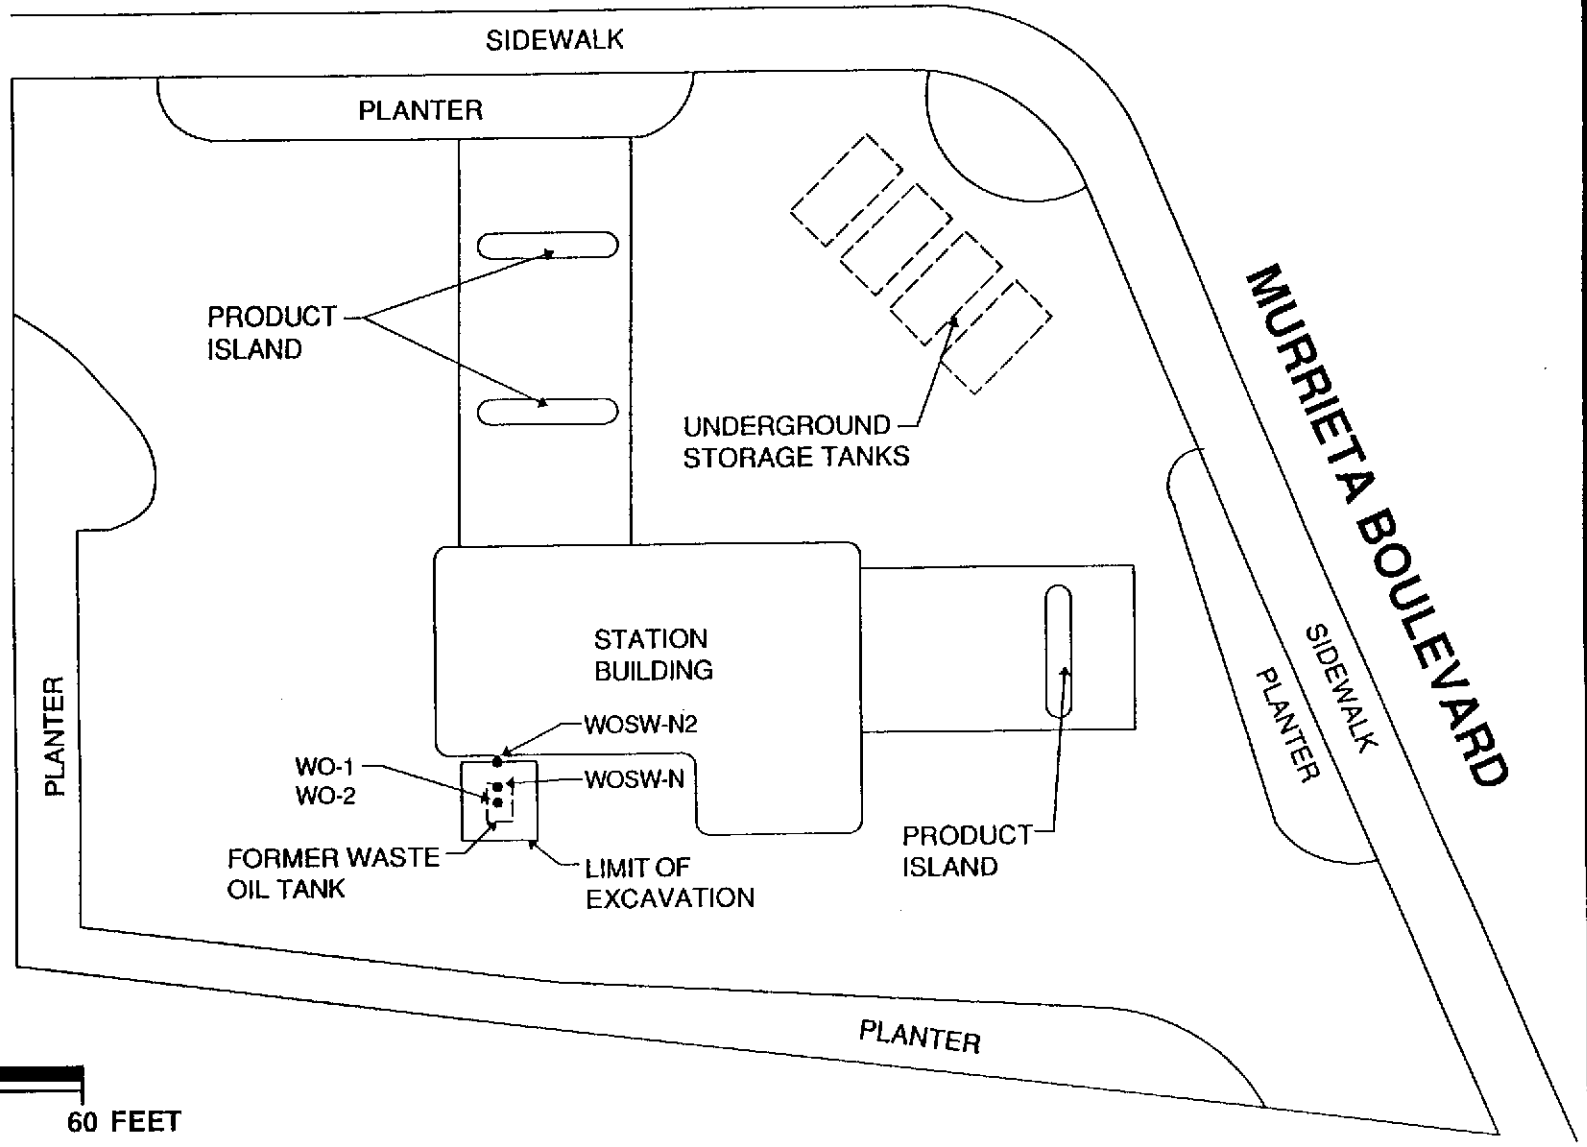 SIDEWALK
PLANTER
PRODUCT
ISLAND
UNDERGROUND
STORAGE TANKS
MURRIETA BOULEVARD
STATION
BUILDING
SIDEWALK
PLANTER
PLANTER
WOSW-N2
WO-1
WO-2
WOSW-N
FORMER WASTE
OIL TANK
LIMIT OF
EXCAVATION
PRODUCT
ISLAND
PLANTER
60 FEET